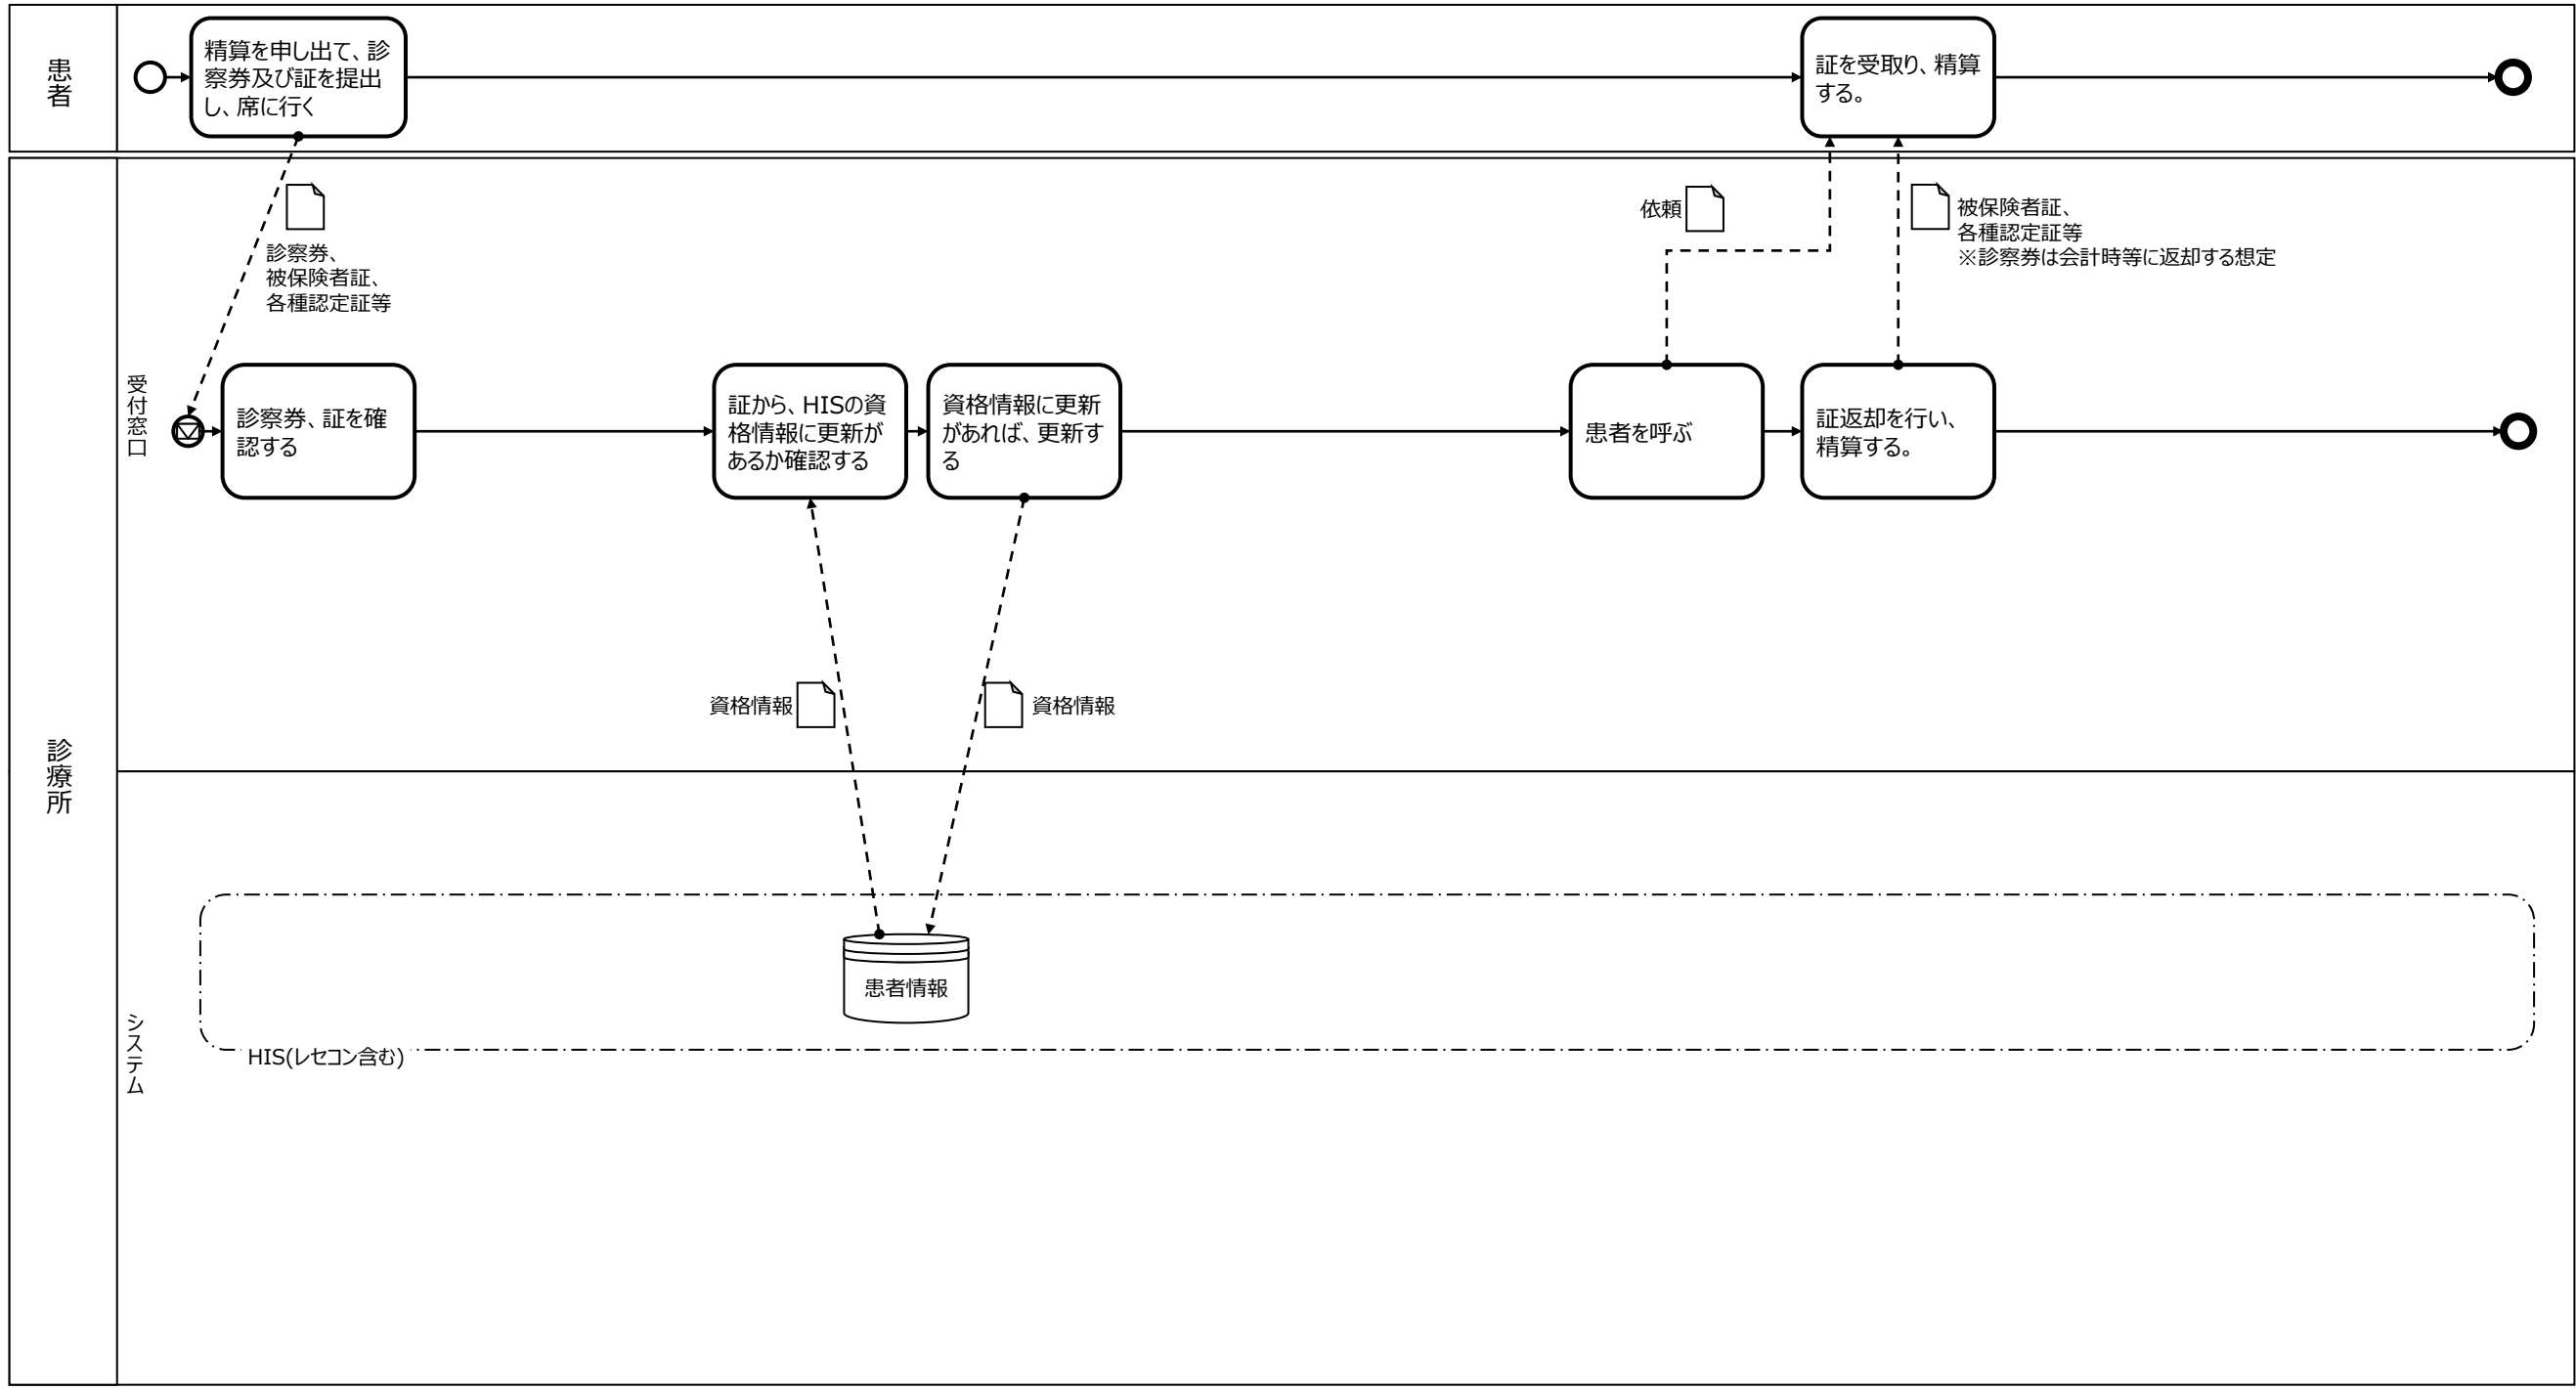 患者
精算を申し出て、診
察券及び証を提出
し、席に行く
証を受取り、精算
する。
診療所
受付窓口
診察券、
被保険者証、
各種認定証等
依頼
被保険者証、
各種認定証等
※診察券は会計時等に返却する想定
診察券、証を確
認する
証から、HISの資
格情報に更新が
あるか確認する
資格情報に更新
があれば、更新す
る
患者を呼ぶ
証返却を行い、
精算する。
資格情報
資格情報
システム
患者情報
HIS(レセコン含む)